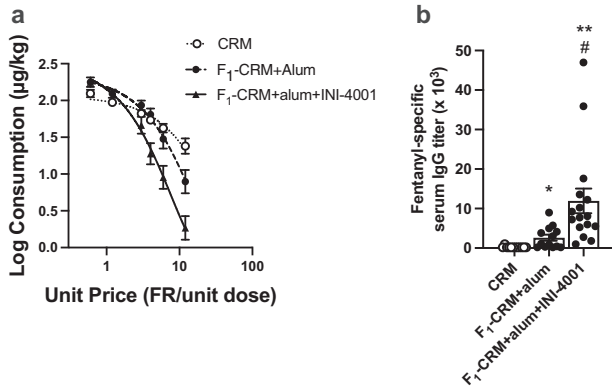 a
CRM
F₁-CRM+Alum
F₁-CRM+alum+INI-4001
Log Consumption (µg/kg)
2.5
2.0
1.5
1.0
0.5
0.0
1
10
100
Unit Price (FR/unit dose)
b
**
#
*
Fentanyl-specific
serum IgG titer (x 10³)
50
40
30
20
10
0
CRM
F₁-CRM+alum
F₁-CRM+alum+INI-4001